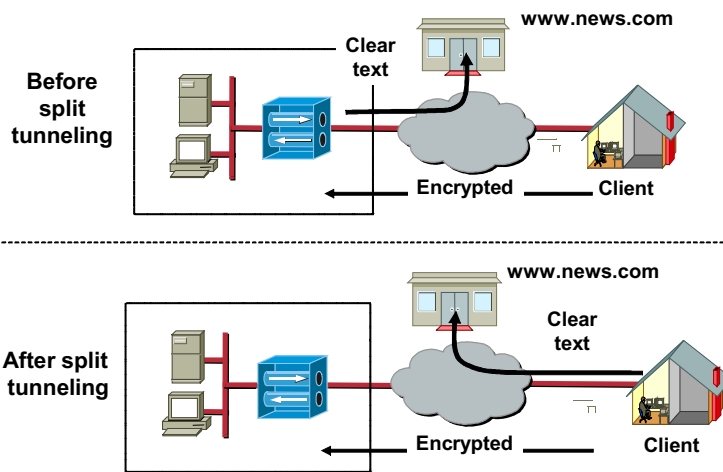 www.news.com
Clear
text
Before
split
tunneling
Encrypted
Client
www.news.com
Clear
text
After split
tunneling
Encrypted
Client